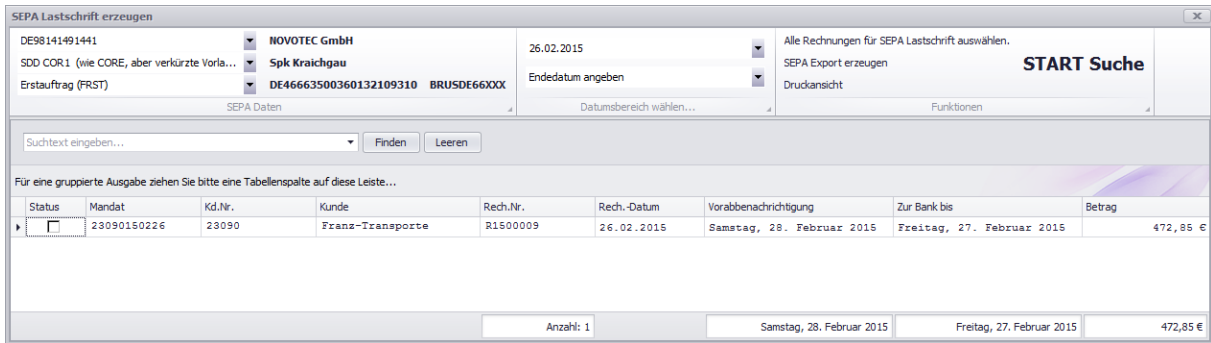 SEPA Lastschrift erzeugen
DE98141491441 NOVOTEC GmbH
SDD COR1 (wie CORE, aber verkürzte Vorla... Spk Kraichgau
Erstauftrag (FRST) DE46663500360132109310 BRUSDE66XXX
SEPA Daten
26.02.2015
Endedatum angeben
Datumsbereich wählen...
Alle Rechnungen für SEPA Lastschrift auswählen.
SEPA Export erzeugen START Suche
Druckansicht
Funktionen
Suchtext eingeben... Finden Leeren
Für eine gruppierte Ausgabe ziehen Sie bitte eine Tabellenspalte auf diese Leiste...
Status Mandat Kd.Nr. Kunde Rech.Nr. Rech.-Datum Vorabbenachrichtigung Zur Bank bis Betrag
23090150226 23090 Franz-Transporte R1500009 26.02.2015 Samstag, 28. Februar 2015 Freitag, 27. Februar 2015 472,85 €
Anzahl: 1 Samstag, 28. Februar 2015 Freitag, 27. Februar 2015 472,85 €